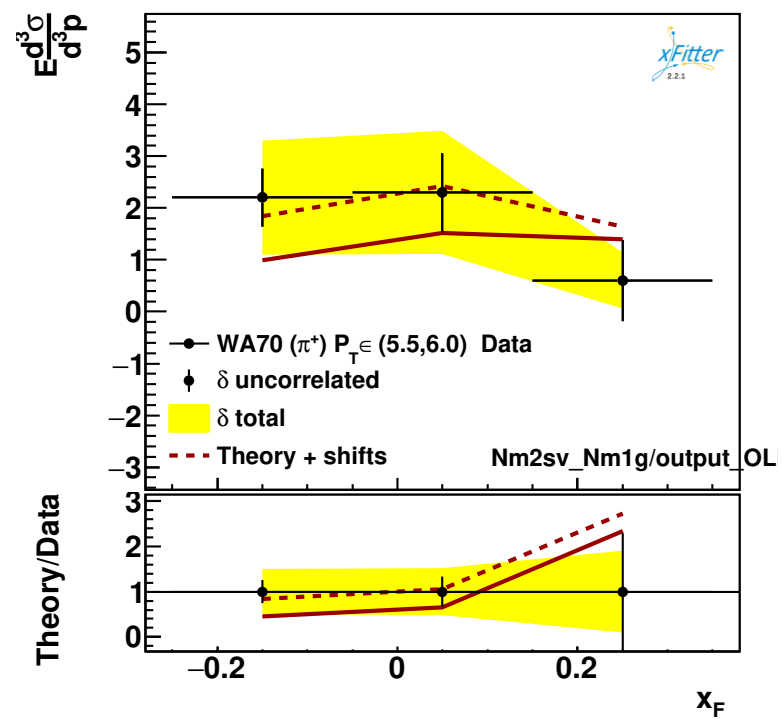 E d³σ/d³p
xFitter
2.2.1
5
4
3
2
1
0
−1
−2
−3
WA70 (π⁺) P_T ∈ (5.5,6.0) Data
δ uncorrelated
δ total
Theory + shifts
Nm2sv_Nm1g/output_OL
Theory/Data
3
2
1
0
−0.2 0 0.2
x_F